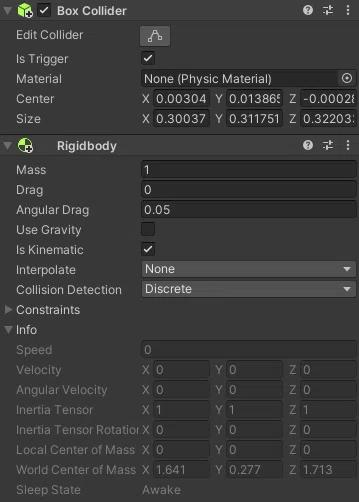 Box Collider
Edit Collider
Is Trigger
Material None (Physic Material)
Center X 0.00304 Y 0.013865 Z -0.00028
Size X 0.30037 Y 0.311751 Z 0.322033
Rigidbody
Mass 1
Drag 0
Angular Drag 0.05
Use Gravity
Is Kinematic
Interpolate None
Collision Detection Discrete
Constraints
Info
Speed 0
Velocity X 0 Y 0 Z 0
Angular Velocity X 0 Y 0 Z 0
Inertia Tensor X 1 Y 1 Z 1
Inertia Tensor Rotation X 0 Y 0 Z 0
Local Center of Mass X 0 Y 0 Z 0
World Center of Mass X 1.641 Y 0.277 Z 1.713
Sleep State Awake